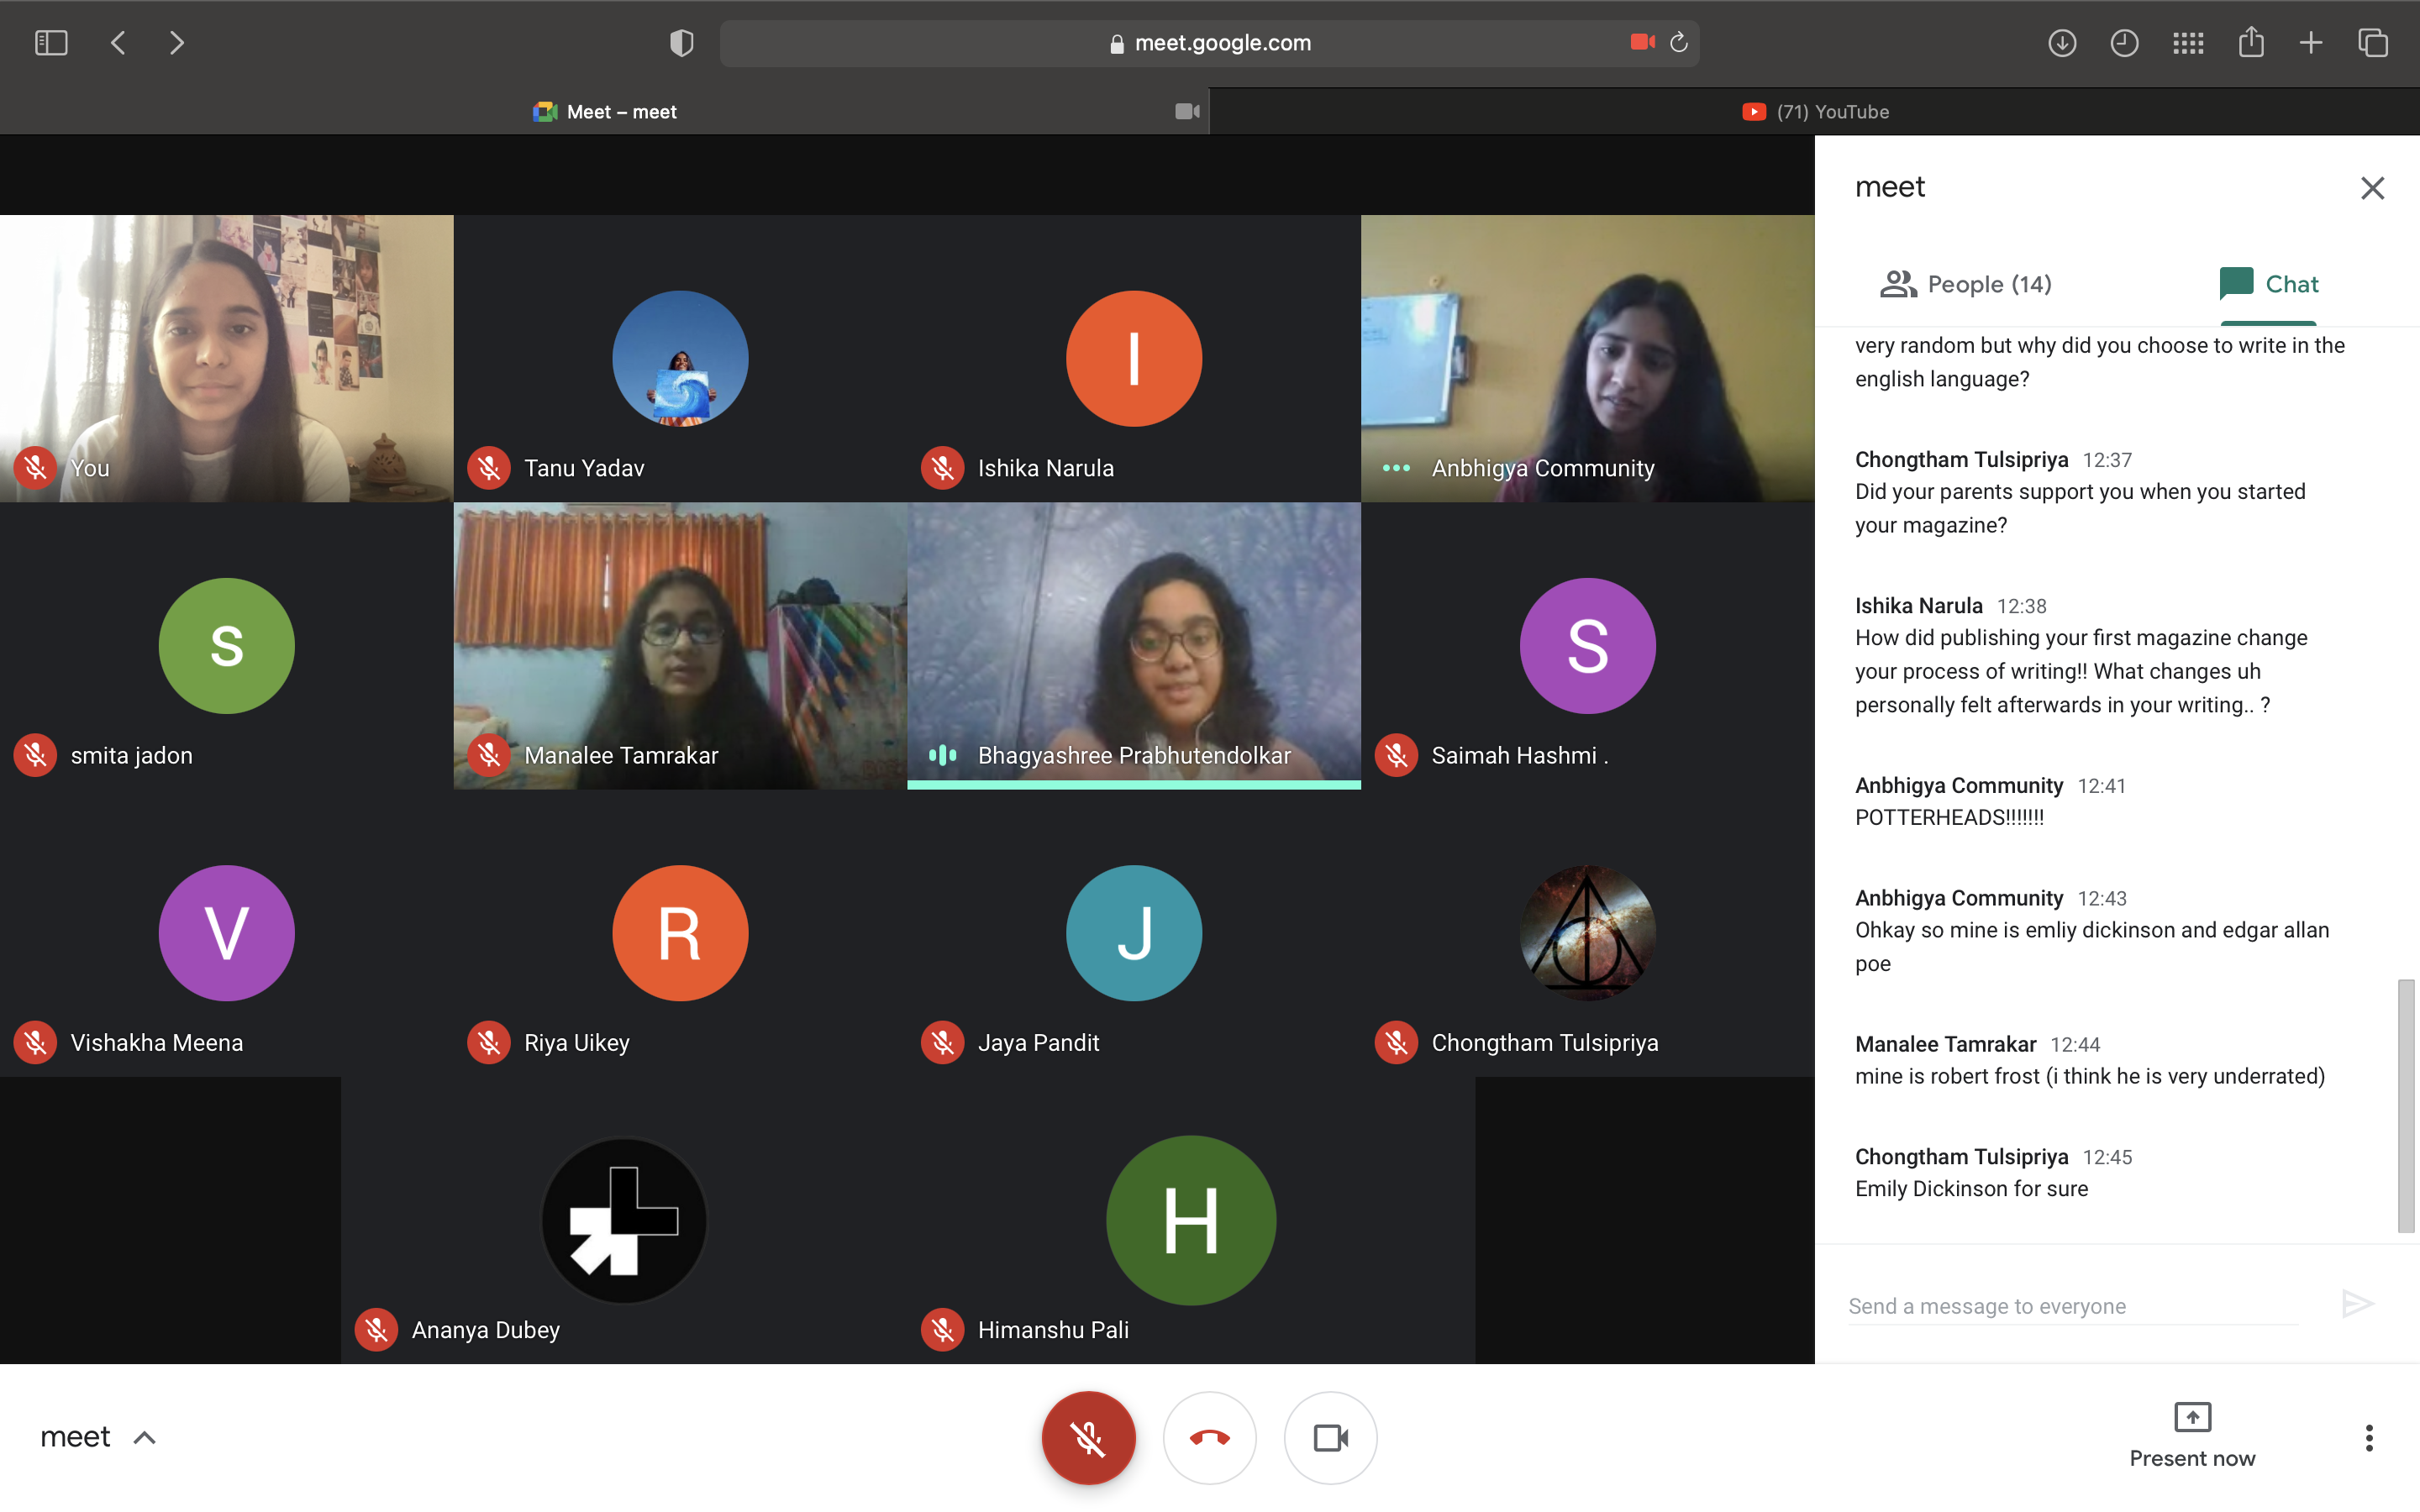 meet.google.com
Meet – meet
(71) YouTube
You
Tanu Yadav
I
Ishika Narula
Anbhigya Community
S
smita jadon
Manalee Tamrakar
Bhagyashree Prabhutendolkar
S
Saimah Hashmi .
V
Vishakha Meena
R
Riya Uikey
J
Jaya Pandit
Chongtham Tulsipriya
Ananya Dubey
H
Himanshu Pali
meet
People (14)
Chat
very random but why did you choose to write in the
english language?
Chongtham Tulsipriya 12:37
Did your parents support you when you started
your magazine?
Ishika Narula 12:38
How did publishing your first magazine change
your process of writing!! What changes uh
personally felt afterwards in your writing.. ?
Anbhigya Community 12:41
POTTERHEADS!!!!!!!
Anbhigya Community 12:43
Ohkay so mine is emliy dickinson and edgar allan
poe
Manalee Tamrakar 12:44
mine is robert frost (i think he is very underrated)
Chongtham Tulsipriya 12:45
Emily Dickinson for sure
Send a message to everyone
meet
Present now